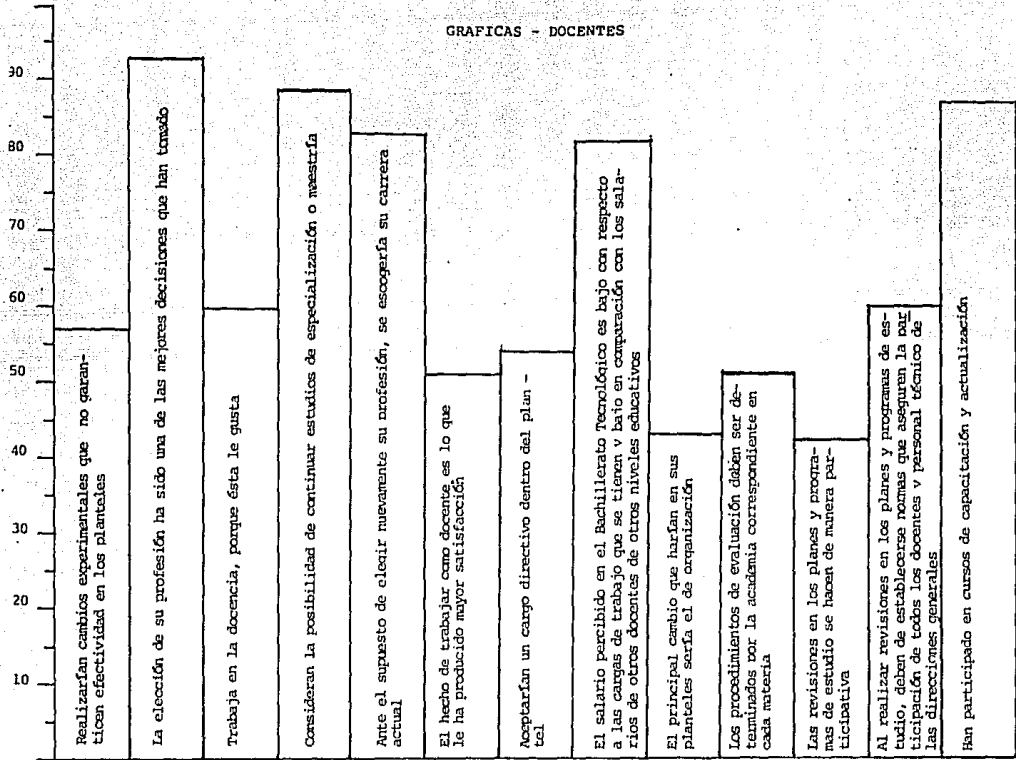 GRAFICAS - DOCENTES
90
80
70
60
50
40
30
20
10
Realizarían cambios experimentales que no garan-
ticen efectividad en los planteles
La elección de su profesión ha sido una de las mejores decisiones que han tomado
Trabaja en la docencia, porque ésta le gusta
Consideran la posibilidad de continuar estudios de especialización o maestría
Ante el supuesto de elegir nuevamente su profesión, se escogería su carrera
actual
El hecho de trabajar como docente es lo que
le ha producido mayor satisfacción
Aceptarían un cargo directivo dentro del plan -
tel
El salario percibido en el Bachillerato Tecnológico es bajo con respecto
a las cargas de trabajo que se tienen y bajo en comparación con los sala-
rios de otros docentes de otros niveles educativos
El principal cambio que harían en sus
planteles sería el de organización
Los procedimientos de evaluación deben ser de-
terminados por la academia correspondiente en
cada materia
Las revisiones en los planes y progra-
mas de estudio se hacen de manera par-
ticipativa
Al realizar revisiones en los planes y programas de es-
tudio, deben de establecerse normas que aseguren la par
ticipación de todos los docentes y personal técnico de
las direcciones generales
Han participado en cursos de capacitación y actualización